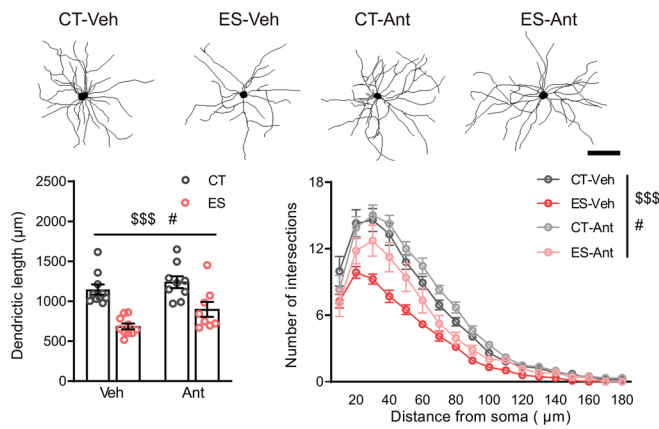 CT-Veh ES-Veh CT-Ant ES-Ant
Dendrictic length (µm)
2500
2000
1500
1000
500
0
CT
ES
$$$ #
Veh Ant
Number of intersections
18
12
6
0
CT-Veh
ES-Veh
CT-Ant
ES-Ant
$$$
#
20 40 60 80 100 120 140 160 180
Distance from soma ( µm)